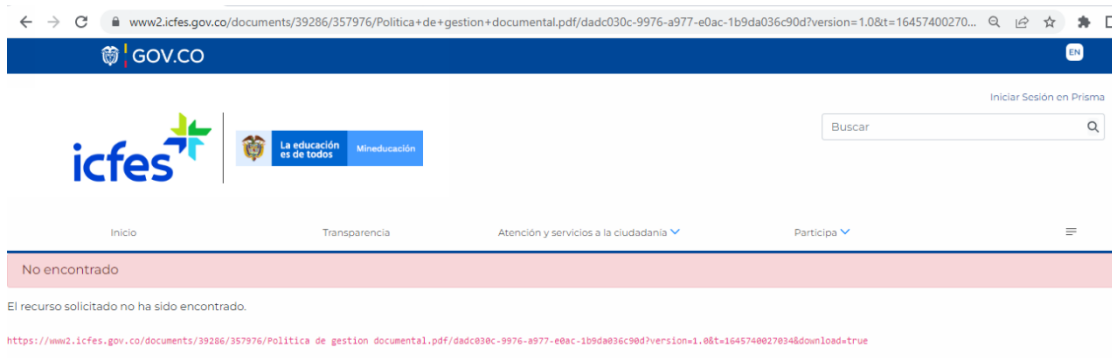 www2.icfes.gov.co/documents/39286/357976/Politica+de+gestion+documental.pdf/dadc030c-9976-a977-e0ac-1b9da036c90d?version=1.0&t=16457400270...
GOV.CO
EN
Iniciar Sesión en Prisma
Buscar
icfes
La educación
es de todos
Mineducación
Inicio Transparencia Atención y servicios a la ciudadanía Participa
No encontrado
El recurso solicitado no ha sido encontrado.
https://www2.icfes.gov.co/documents/39286/357976/Politica de gestion documental.pdf/dadc030c-9976-a977-e0ac-1b9da036c90d?version=1.0&t=1645740027034&download=true